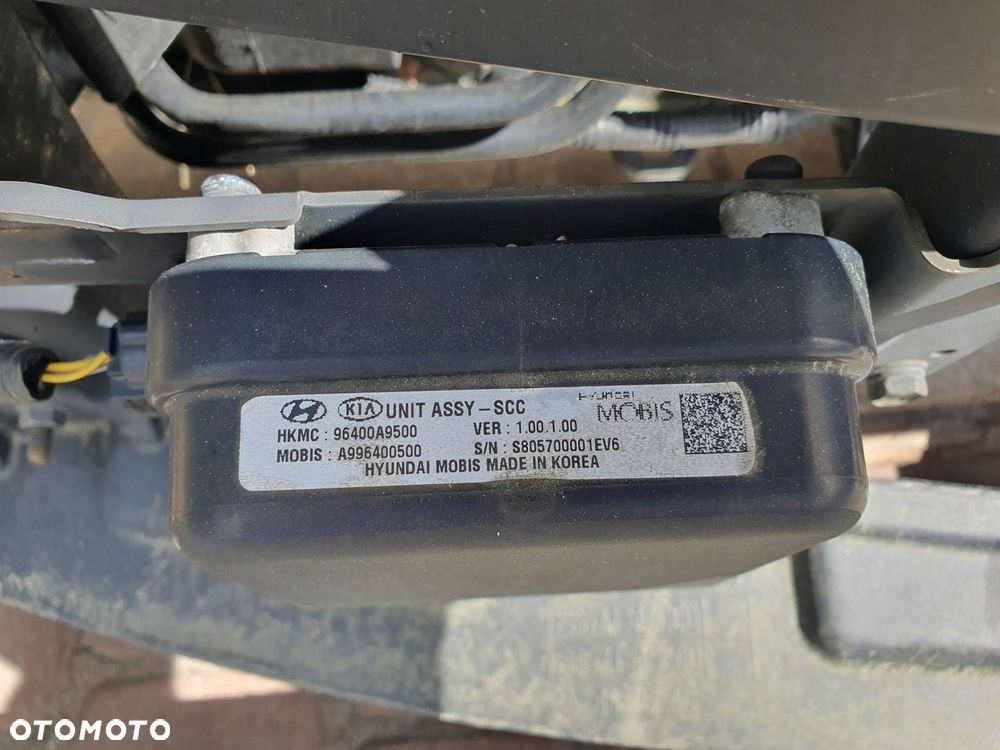 KIA UNIT ASSY-SCC
HYUNDAI
MOBIS
HKMC : 96400A9500 VER : 1.00.1.00
MOBIS : A996400500 S/N : S805700001EV6
HYUNDAI MOBIS MADE IN KOREA
OTOMOTO